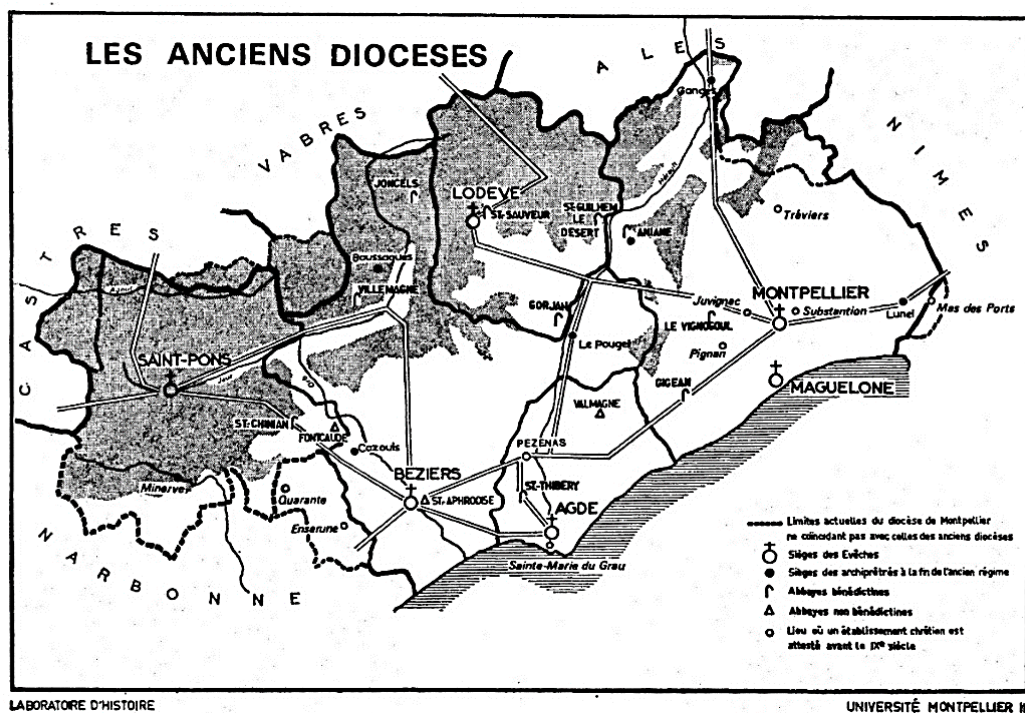 LES ANCIENS DIOCESES
ALES
VABRES
NIMES
CASTRES
NARBONNE
Ganges
Hérault
JONCELS
LODEVE
ST-SAUVEUR
ST-GUILHEM
LE
DESERT
ANIANE
Tréviers
Boussagues
VILLEMAGNE
GORJAN
Juvignac
MONTPELLIER
Substantion
Lunel
Mas des Ports
LE VIGNOGOUL
Le Pouget
Pignan
SAINT-PONS
Jaur
MAGUELONE
GIGEAN
VALMAGNE
ST-CHINIAN
FONTCAUDE
Cazouls
PEZENAS
BEZIERS
ST-APHRODISE
ST-THIBERY
AGDE
Minerve
Quarante
Enserune
Sainte-Marie du Grau
Limites actuelles du diocèse de Montpellier
ne coïncidant pas avec celles des anciens diocèses
Sièges des Evêches
Sièges des archiprêtrés à la fin de l'ancien régime
Abbayes bénédictines
Abbayes non bénédictines
Lieu où un établissement chrétien est
attesté avant le IXe siècle
LABORATOIRE D'HISTOIRE
UNIVERSITÉ MONTPELLIER